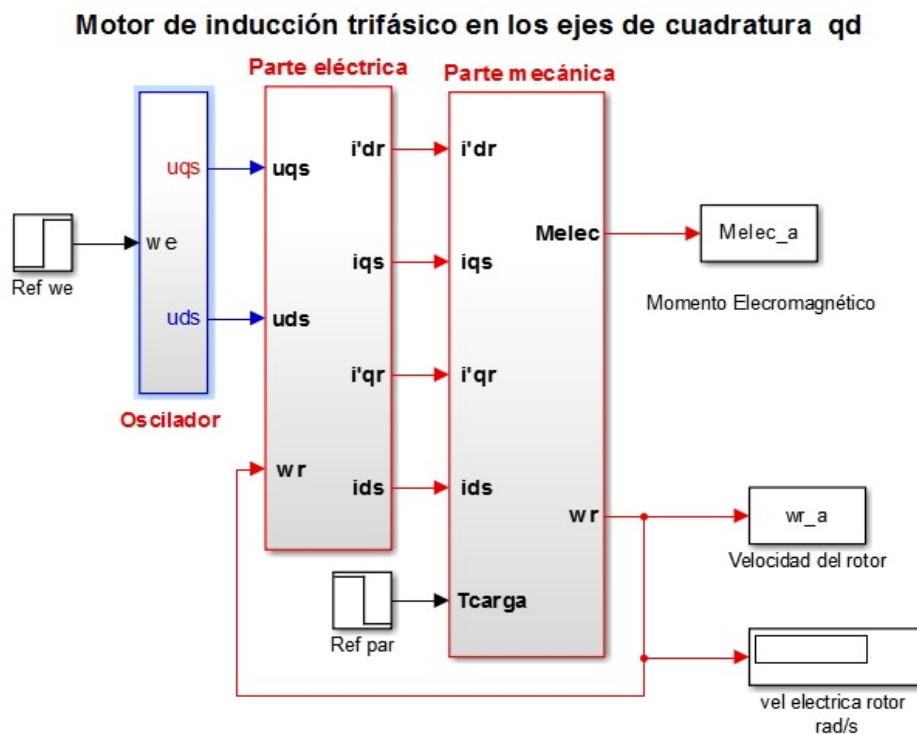 Motor de inducción trifásico en los ejes de cuadratura qd
Parte eléctrica
Parte mecánica
uqs
uds
we
Ref we
Oscilador
uqs
uds
wr
i'dr
iqs
i'qr
ids
i'dr
iqs
i'qr
ids
Tcarga
Ref par
Melec
wr
Melec_a
Momento Elecromagnético
wr_a
Velocidad del rotor
vel electrica rotor
rad/s